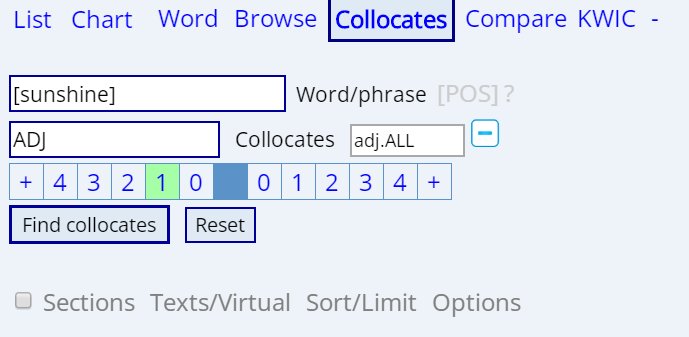 List Chart Word Browse Collocates Compare KWIC -
[sunshine] Word/phrase [POS] ?
ADJ Collocates adj.ALL −
+ 4 3 2 1 0 0 1 2 3 4 +
Find collocates Reset
Sections Texts/Virtual Sort/Limit Options